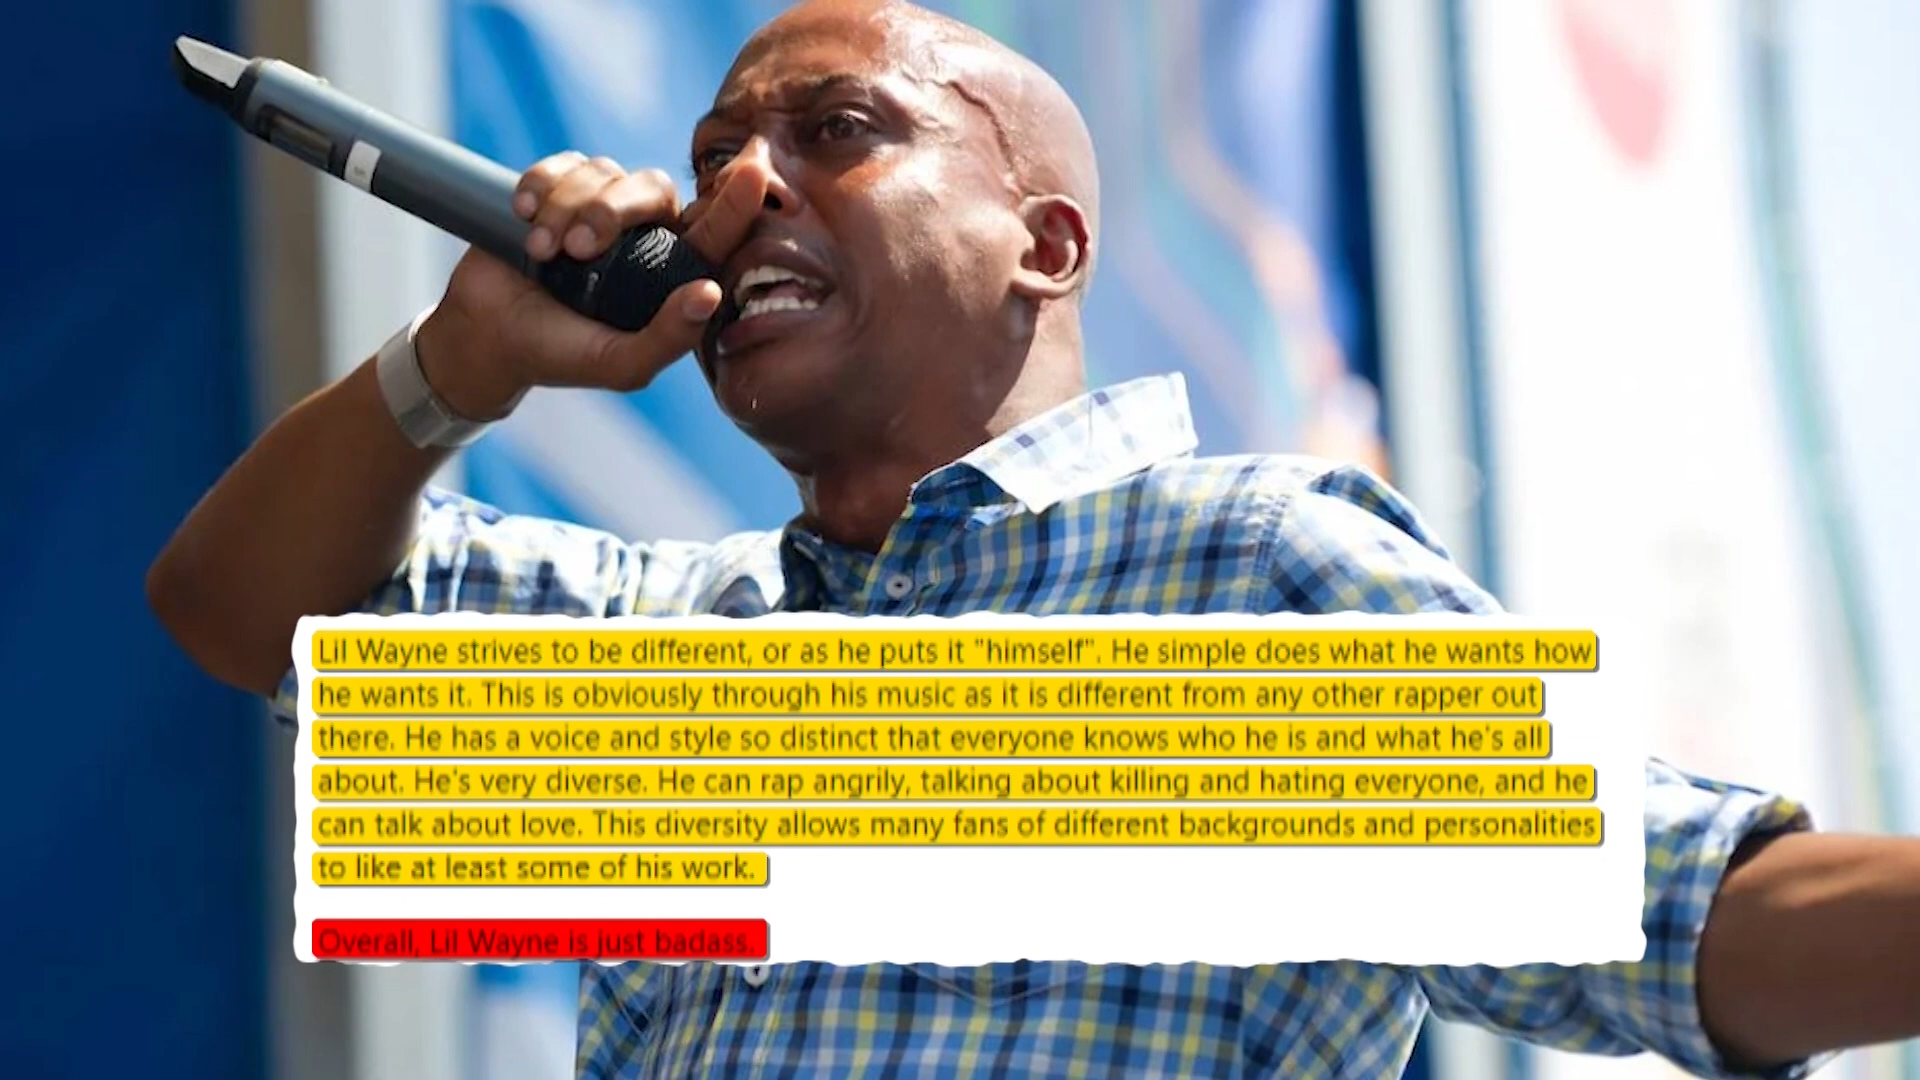 Lil Wayne strives to be different, or as he puts it "himself". He simple does what he wants how
he wants it. This is obviously through his music as it is different from any other rapper out
there. He has a voice and style so distinct that everyone knows who he is and what he's all
about. He's very diverse. He can rap angrily, talking about killing and hating everyone, and he
can talk about love. This diversity allows many fans of different backgrounds and personalities
to like at least some of his work.
Overall, Lil Wayne is just badass.